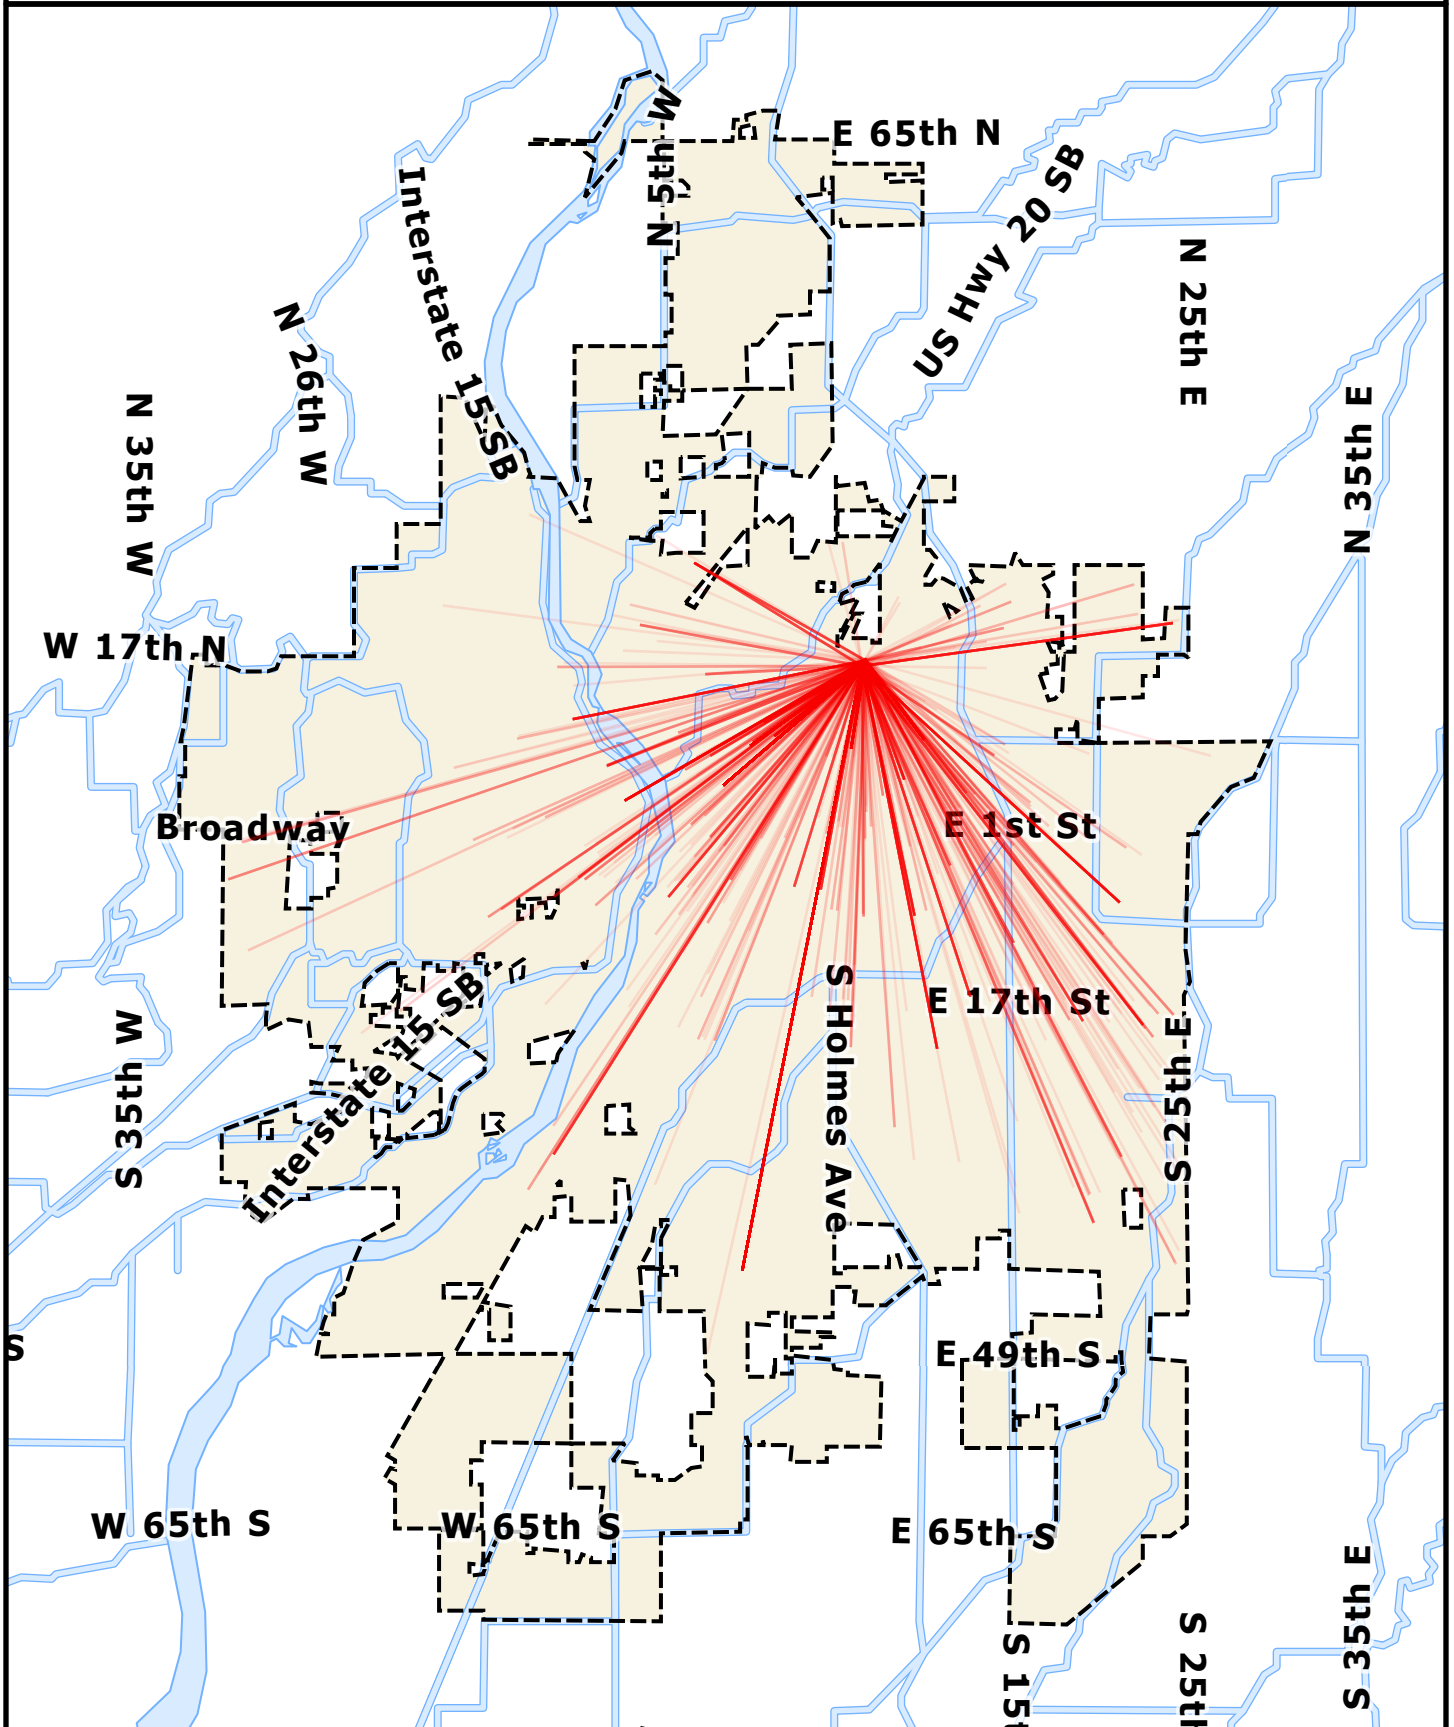 E 65th N
N 5th W
Interstate 15 SB
US Hwy 20 SB
N 25th E
N 26th W
N 35th W
N 35th E
W 17th N
Broadway
E 1st St
S Holmes Ave
E 17th St
Interstate 15 SB
S 35th W
S 25th E
S
E 49th S
W 65th S
W 65th S
E 65th S
S 35th E
S 15t
S 25th